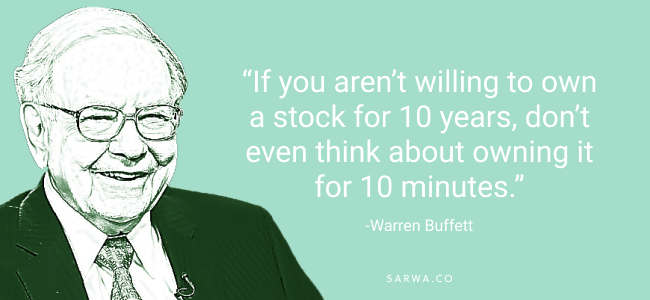 “If you aren’t willing to own
a stock for 10 years, don’t
even think about owning it
for 10 minutes.”
-Warren Buffett
SARWA.CO